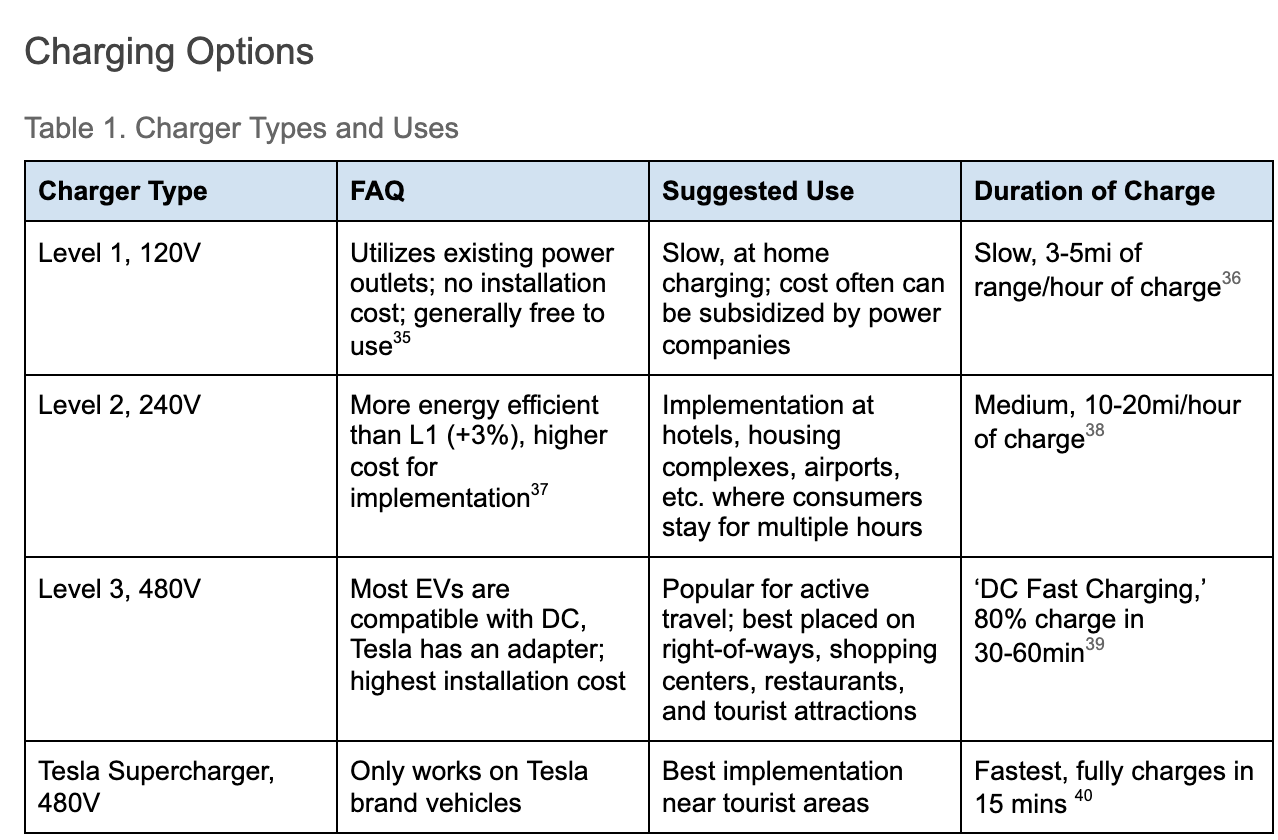 Charging Options
Table 1. Charger Types and Uses
Charger Type
FAQ
Suggested Use
Duration of Charge
Level 1, 120V
Utilizes existing power
outlets; no installation
cost; generally free to
use35
Slow, at home
charging; cost often can
be subsidized by power
companies
Slow, 3-5mi of
range/hour of charge36
Level 2, 240V
More energy efficient
than L1 (+3%), higher
cost for
implementation37
Implementation at
hotels, housing
complexes, airports,
etc. where consumers
stay for multiple hours
Medium, 10-20mi/hour
of charge38
Level 3, 480V
Most EVs are
compatible with DC,
Tesla has an adapter;
highest installation cost
Popular for active
travel; best placed on
right-of-ways, shopping
centers, restaurants,
and tourist attractions
‘DC Fast Charging,’
80% charge in
30-60min39
Tesla Supercharger,
480V
Only works on Tesla
brand vehicles
Best implementation
near tourist areas
Fastest, fully charges in
15 mins 40